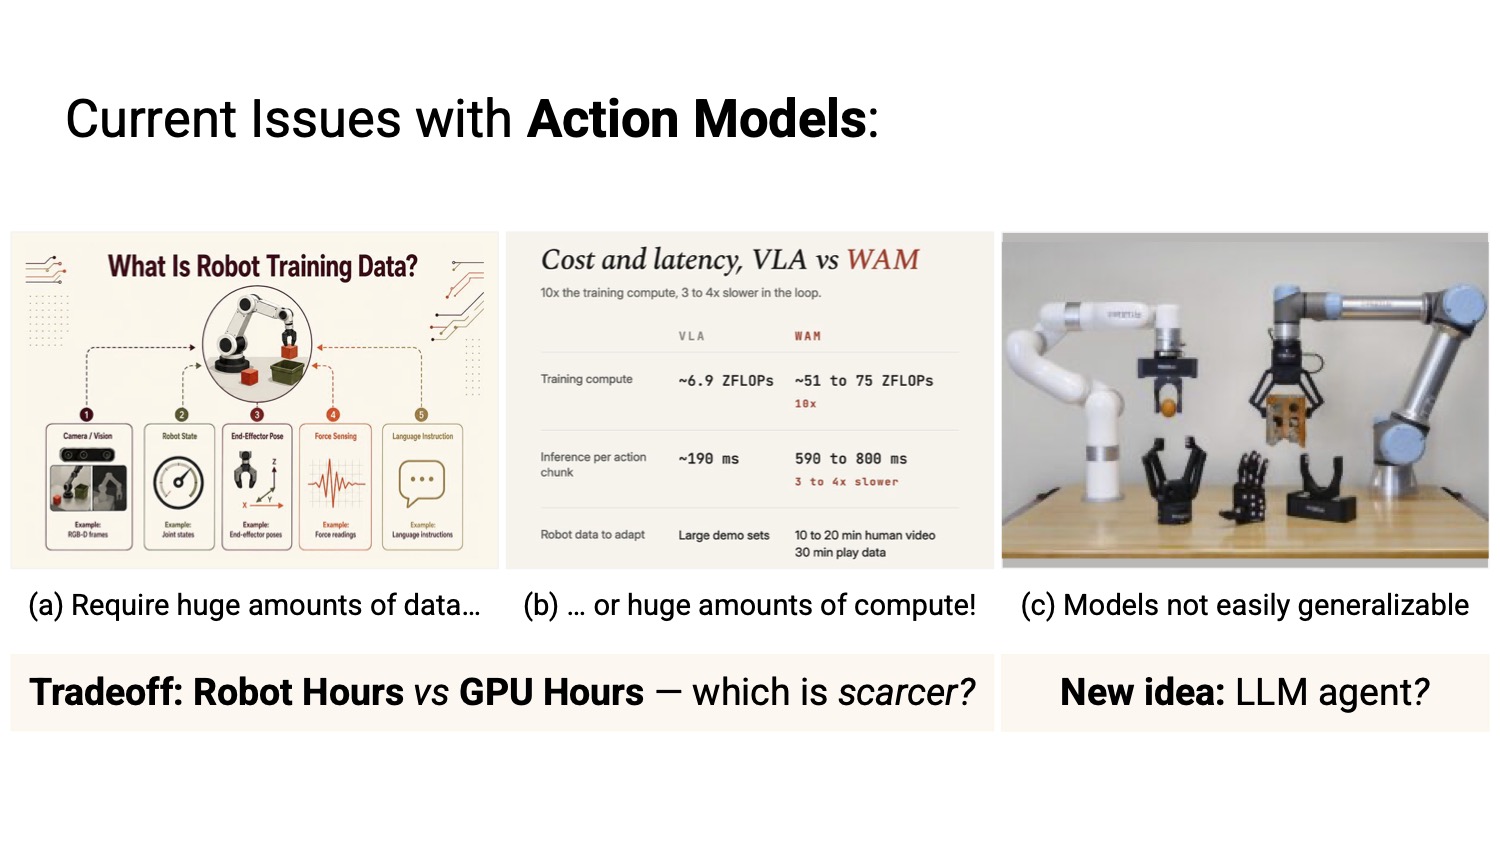 Current Issues with Action Models:
What Is Robot Training Data?
1
2
3
4
5
Camera / Vision
Robot State
End-Effector Pose
Force Sensing
Language Instruction
Z
Y
X
Example:
RGB-D frames
Example:
Joint states
Example:
End-effector poses
Example:
Force readings
Example:
Language instructions
Cost and latency, VLA vs WAM
10x the training compute, 3 to 4x slower in the loop.
VLA WAM
Training compute ~6.9 ZFLOPs ~51 to 75 ZFLOPs
10x
Inference per action chunk ~190 ms 590 to 800 ms
3 to 4x slower
Robot data to adapt Large demo sets 10 to 20 min human video
30 min play data
(a) Require huge amounts of data...
(b) ... or huge amounts of compute!
(c) Models not easily generalizable
Tradeoff: Robot Hours vs GPU Hours — which is scarcer?
New idea: LLM agent?